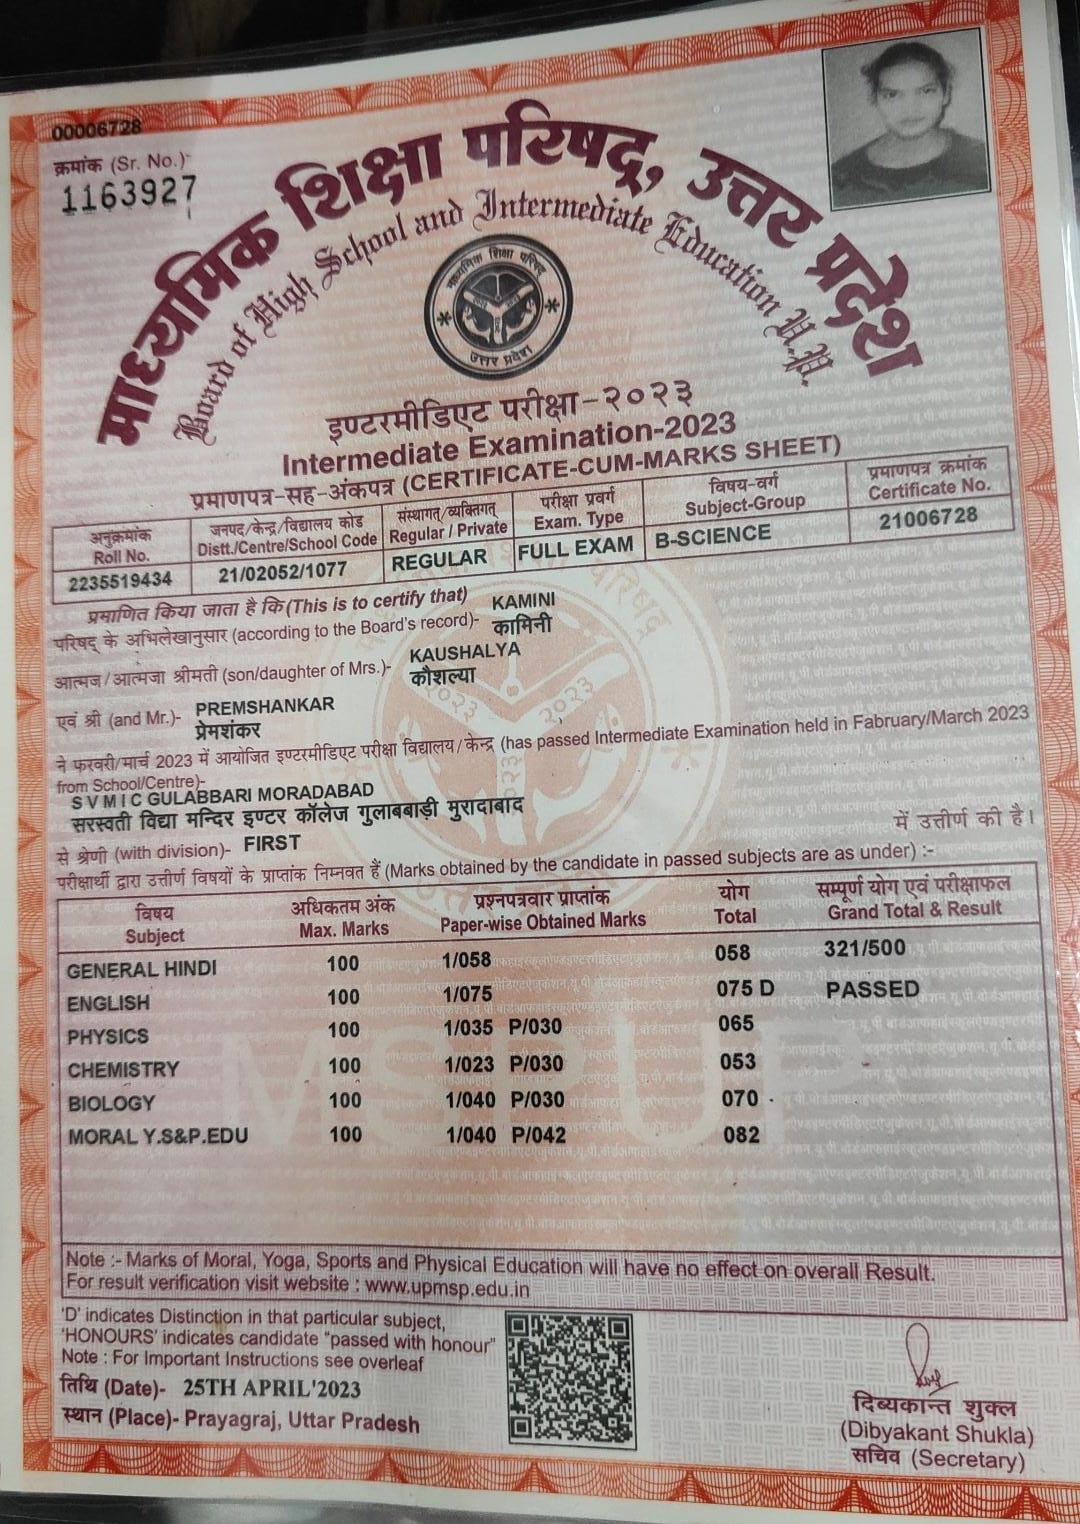 00006728
क्रमांक (Sr. No.)-
1163927
माध्यमिक शिक्षा परिषद्, उत्तर प्रदेश
Board of High School and Intermediate Education U.P.
माध्यमिक शिक्षा परिषद्
उत्तर प्रदेश
इण्टरमीडिएट परीक्षा-२०२३
Intermediate Examination-2023
प्रमाणपत्र-सह-अंकपत्र (CERTIFICATE-CUM-MARKS SHEET)
अनुक्रमांक जनपद/केन्द्र/विद्यालय कोड संस्थागत/व्यक्तिगत परीक्षा प्रवर्ग विषय-वर्ग प्रमाणपत्र क्रमांक
Roll No. Distt./Centre/School Code Regular / Private Exam. Type Subject-Group Certificate No.
2235519434 21/02052/1077 REGULAR FULL EXAM B-SCIENCE 21006728
प्रमाणित किया जाता है कि (This is to certify that) KAMINI
परिषद् के अभिलेखानुसार (according to the Board's record)- कामिनी
KAUSHALYA
आत्मज/आत्मजा श्रीमती (son/daughter of Mrs.)- कौशल्या
एवं श्री (and Mr.)- PREMSHANKAR
प्रेमशंकर
ने फरवरी/मार्च 2023 में आयोजित इण्टरमीडिएट परीक्षा विद्यालय/केन्द्र (has passed Intermediate Examination held in Fabruary/March 2023
from School/Centre)-
S V M I C GULABBARI MORADABAD
सरस्वती विद्या मन्दिर इण्टर कॉलेज गुलाबबाड़ी मुरादाबाद
में उत्तीर्ण की है।
से श्रेणी (with division)- FIRST
परीक्षार्थी द्वारा उत्तीर्ण विषयों के प्राप्तांक निम्नवत हैं (Marks obtained by the candidate in passed subjects are as under) :-
विषय अधिकतम अंक प्रश्नपत्रवार प्राप्तांक योग सम्पूर्ण योग एवं परीक्षाफल
Subject Max. Marks Paper-wise Obtained Marks Total Grand Total & Result
GENERAL HINDI 100 1/058 058 321/500
ENGLISH 100 1/075 075 D PASSED
PHYSICS 100 1/035 P/030 065
CHEMISTRY 100 1/023 P/030 053
BIOLOGY 100 1/040 P/030 070
MORAL Y.S&P.EDU 100 1/040 P/042 082
Note :- Marks of Moral, Yoga, Sports and Physical Education will have no effect on overall Result.
For result verification visit website : www.upmsp.edu.in
'D' indicates Distinction in that particular subject,
'HONOURS' indicates candidate "passed with honour"
Note : For Important Instructions see overleaf
तिथि (Date)- 25TH APRIL'2023
स्थान (Place)- Prayagraj, Uttar Pradesh
दिब्यकान्त शुक्ल
(Dibyakant Shukla)
सचिव (Secretary)